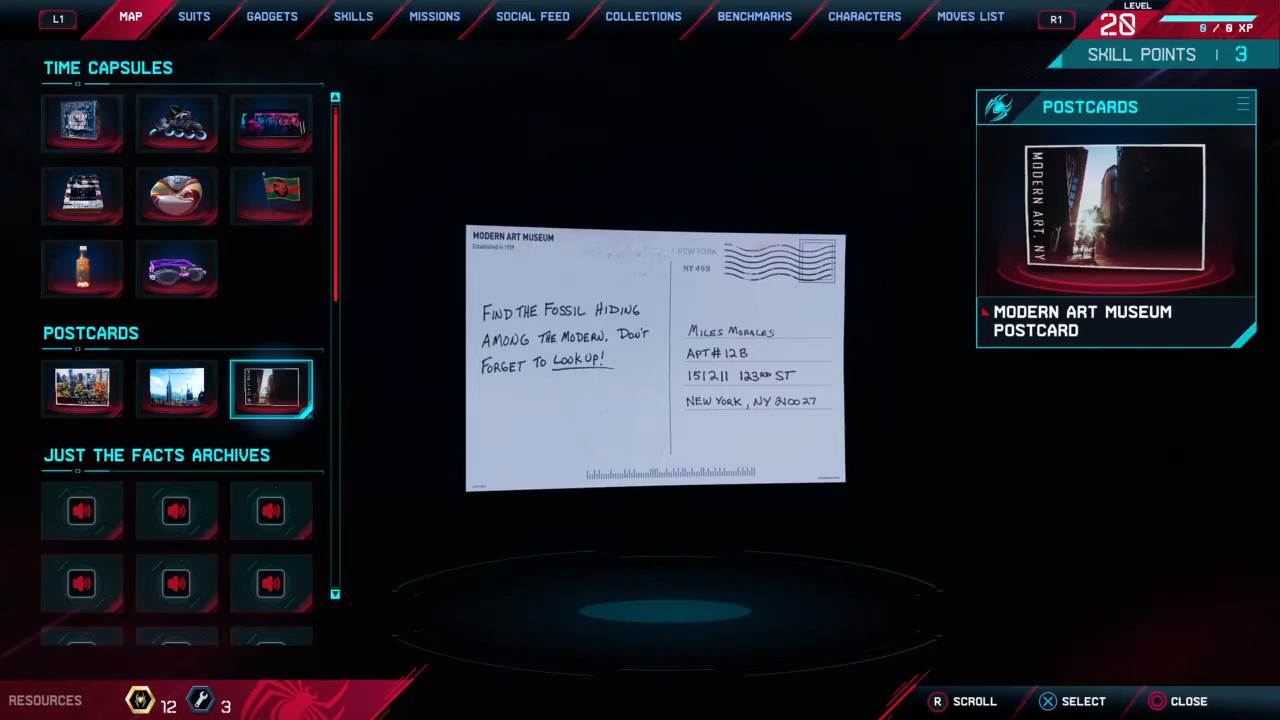 L1
MAP
SUITS
GADGETS
SKILLS
MISSIONS
SOCIAL FEED
COLLECTIONS
BENCHMARKS
CHARACTERS
MOVES LIST
R1
LEVEL
20
0 / 0 XP
SKILL POINTS | 3
TIME CAPSULES
POSTCARDS
JUST THE FACTS ARCHIVES
MODERN ART MUSEUM
Established in 1939
FIND THE FOSSIL HIDING
AMONG THE MODERN. DON'T
FORGET TO LOOK UP!
NEW YORK
NY 459
MILES MORALES
APT# 12B
151211 123RD ST
NEW YORK, NY 210027
POSTCARDS
MODERN ART, NY
MODERN ART MUSEUM
POSTCARD
RESOURCES
12
3
R SCROLL
SELECT
CLOSE